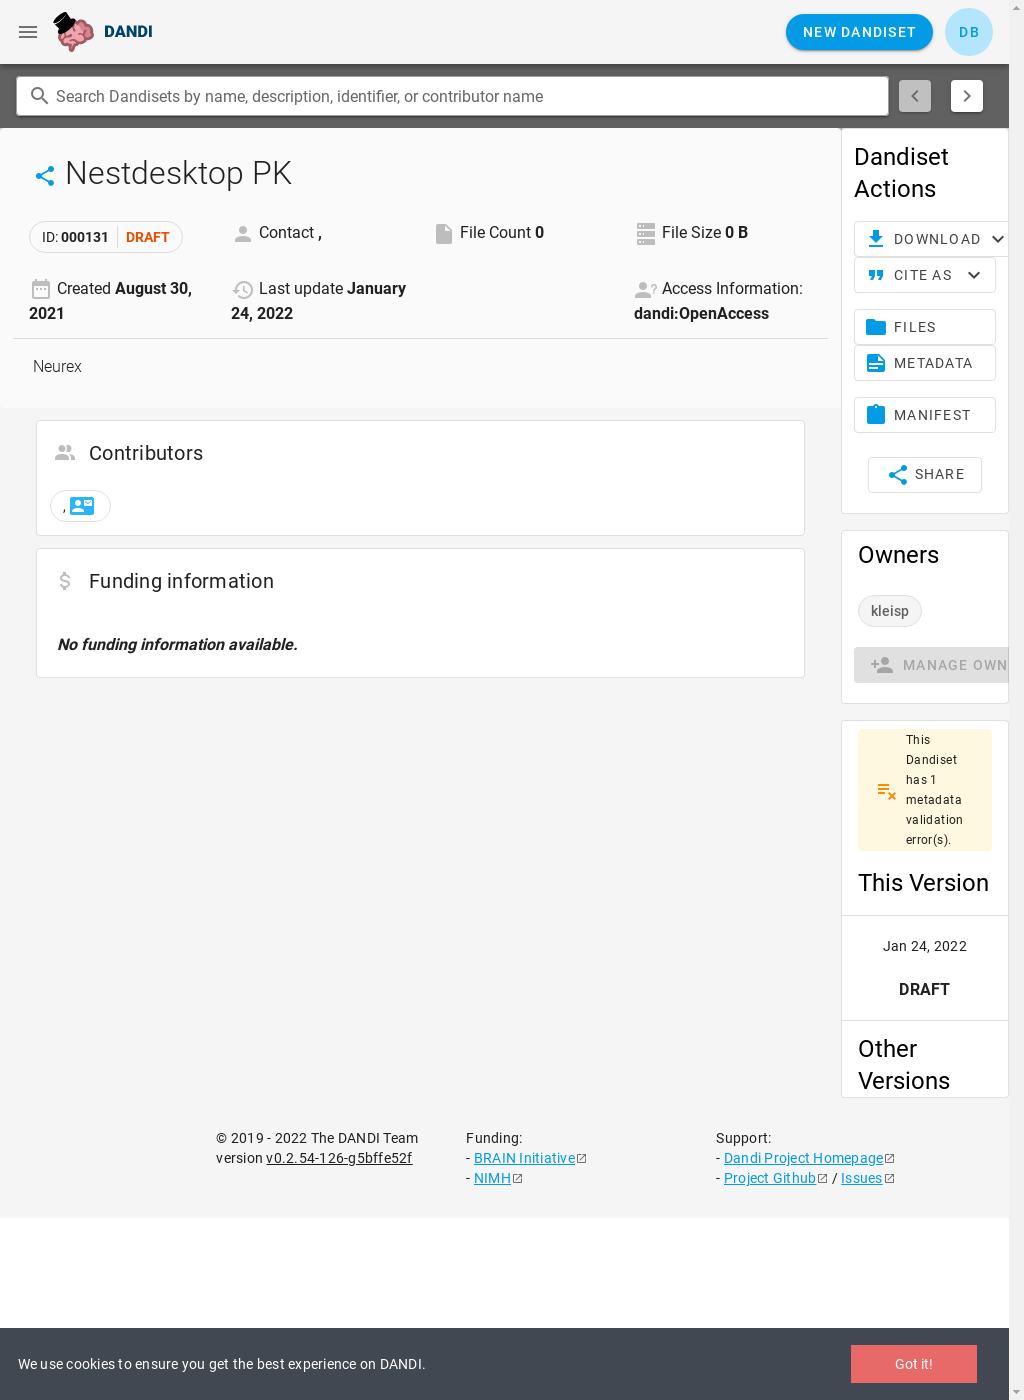 DANDI
NEW DANDISET
DB
Search Dandisets by name, description, identifier, or contributor name
Nestdesktop PK
ID: 000131 DRAFT
Contact ,
File Count 0
File Size 0 B
Created August 30,
2021
Last update January
24, 2022
Access Information:
dandi:OpenAccess
Neurex
Contributors
,
Funding information
No funding information available.
Dandiset
Actions
DOWNLOAD
CITE AS
FILES
METADATA
MANIFEST
SHARE
Owners
kleisp
MANAGE OWN
This
Dandiset
has 1
metadata
validation
error(s).
This Version
Jan 24, 2022
DRAFT
Other
Versions
© 2019 - 2022 The DANDI Team
version v0.2.54-126-g5bffe52f
Funding:
- BRAIN Initiative
- NIMH
Support:
- Dandi Project Homepage
- Project Github / Issues
We use cookies to ensure you get the best experience on DANDI.
Got it!